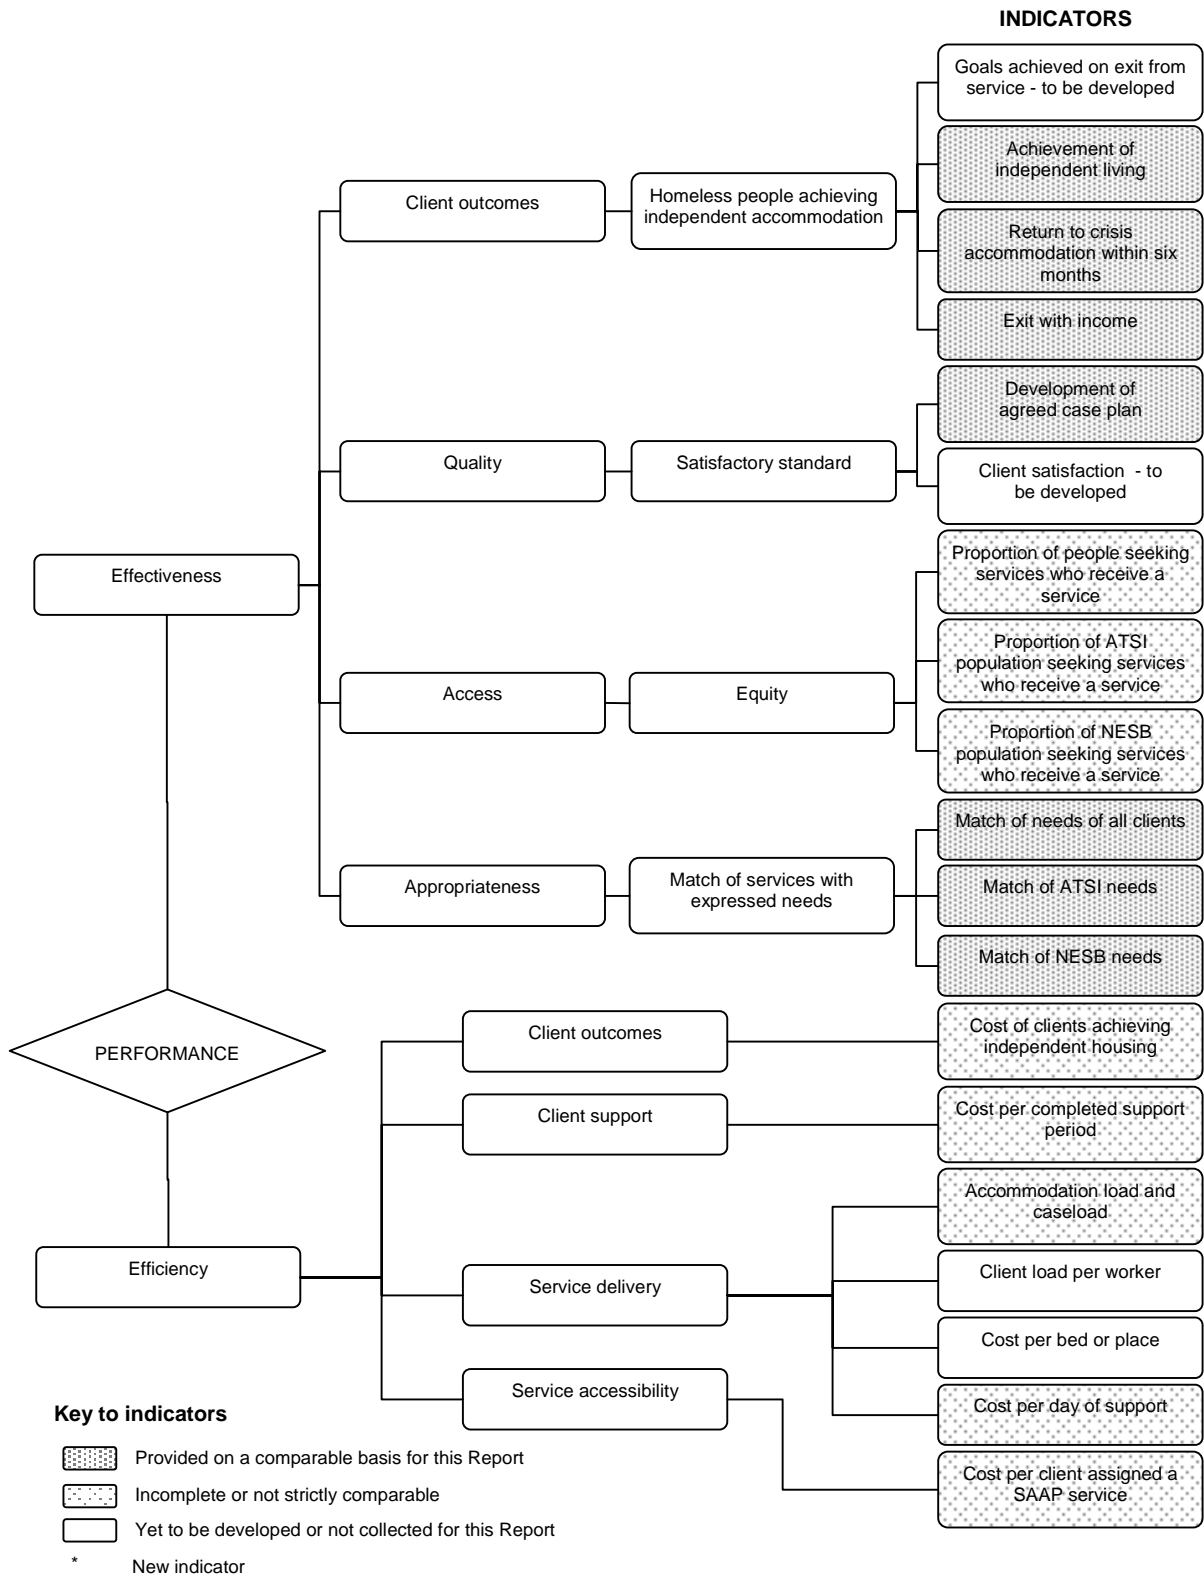 INDICATORS
Goals achieved on exit from
service - to be developed
Achievement of
independent living
Client outcomes
Homeless people achieving
independent accommodation
Return to crisis
accommodation within six
months
Exit with income
Development of
agreed case plan
Quality
Satisfactory standard
Client satisfaction - to
be developed
Effectiveness
Proportion of people seeking
services who receive a
service
Proportion of ATSI
population seeking services
who receive a service
Access
Equity
Proportion of NESB
population seeking services
who receive a service
Match of needs of all clients
Appropriateness
Match of services with
expressed needs
Match of ATSI needs
Match of NESB needs
PERFORMANCE
Client outcomes
Cost of clients achieving
independent housing
Client support
Cost per completed support
period
Accommodation load and
caseload
Efficiency
Service delivery
Client load per worker
Cost per bed or place
Service accessibility
Cost per day of support
Cost per client assigned a
SAAP service
Key to indicators
Provided on a comparable basis for this Report
Incomplete or not strictly comparable
Yet to be developed or not collected for this Report
* New indicator